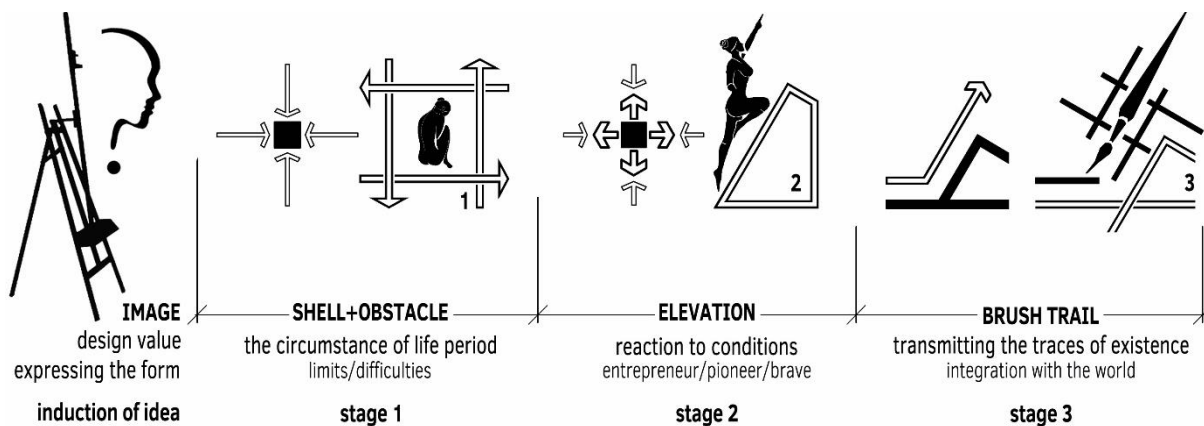 1
2
3
IMAGE
design value
expressing the form
induction of idea
SHELL+OBSTACLE
the circumstance of life period
limits/difficulties
stage 1
ELEVATION
reaction to conditions
entrepreneur/pioneer/brave
stage 2
BRUSH TRAIL
transmitting the traces of existence
integration with the world
stage 3